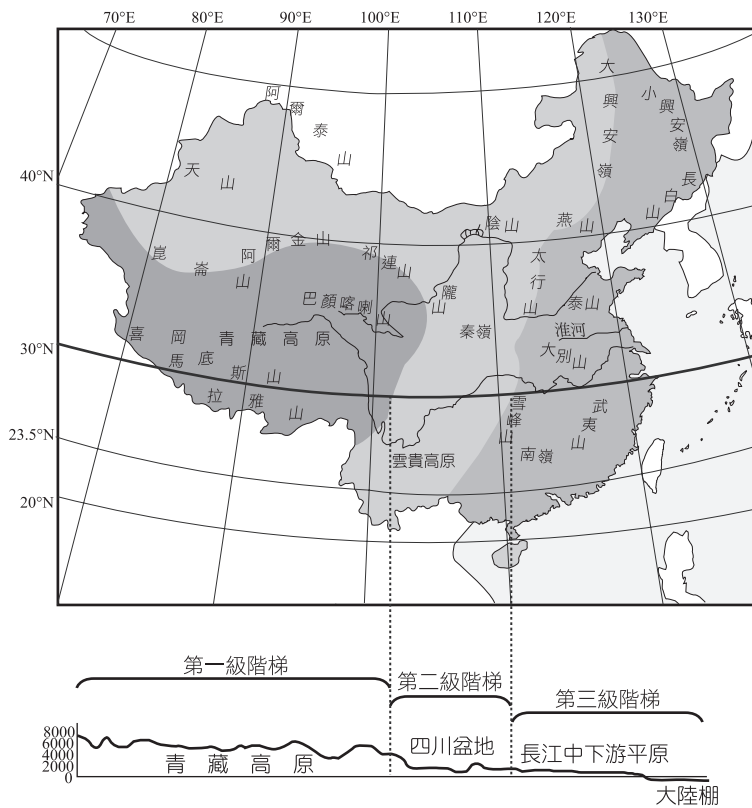 70°E 80°E 90°E 100°E 110°E 120°E 130°E
40°N
30°N
23.5°N
20°N
阿爾泰山
天山
大興安嶺
小興安嶺
長白山
陰山
燕山
崑崙山
阿爾金山
祁連山
太行山
隴山
泰山
巴顏喀喇山
秦嶺
淮河
大別山
喜馬拉雅山
岡底斯山
青藏高原
雪峰山
武夷山
雲貴高原
南嶺
第一級階梯
第二級階梯
第三級階梯
8000
6000
4000
2000
0
青藏高原
四川盆地
長江中下游平原
大陸棚